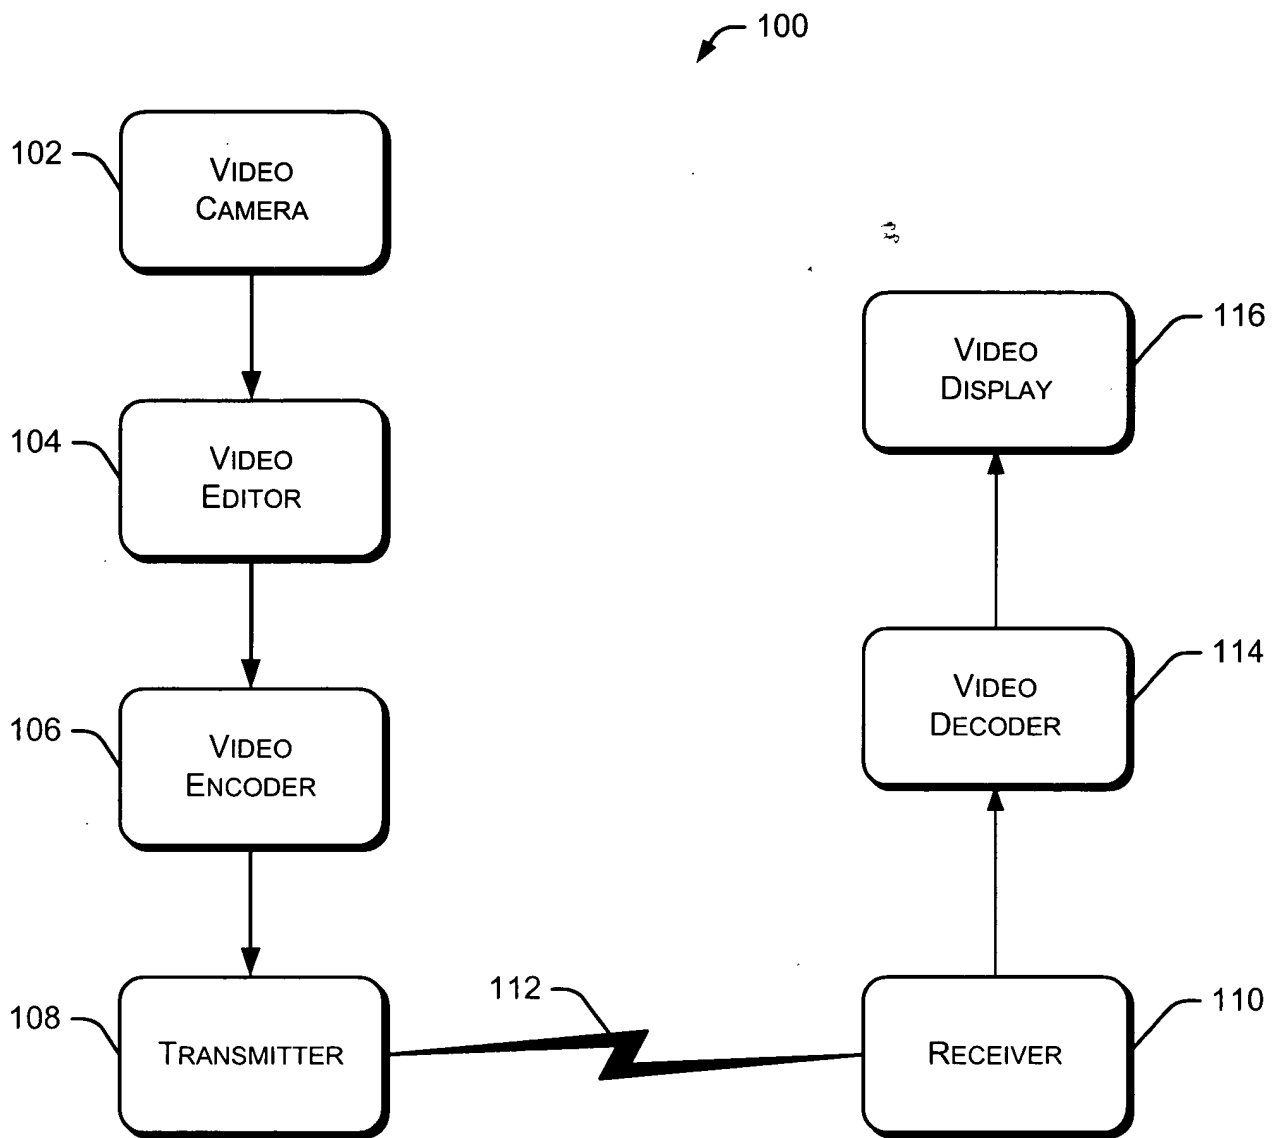 100
102
VIDEO
CAMERA
104
VIDEO
EDITOR
106
VIDEO
ENCODER
108
TRANSMITTER
112
116
VIDEO
DISPLAY
114
VIDEO
DECODER
110
RECEIVER